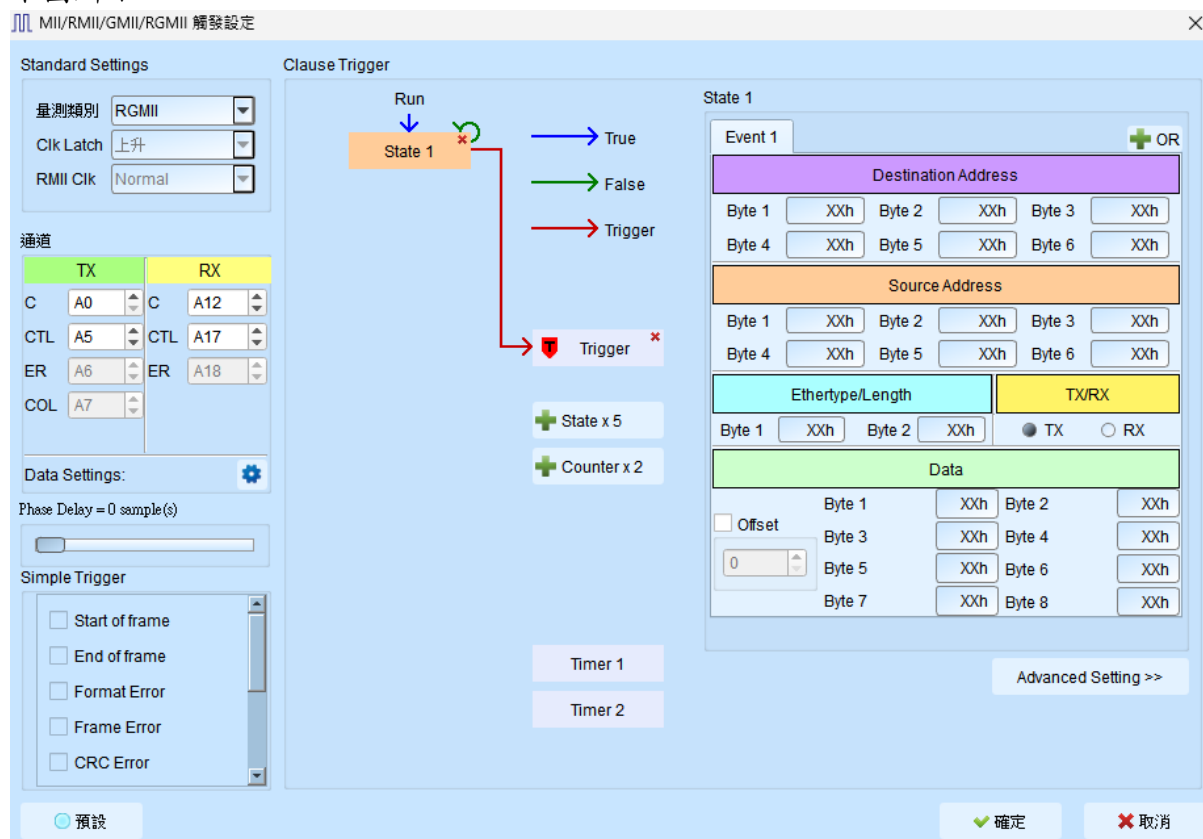 MII/RMII/GMII/RGMII 觸發設定
Standard Settings
量測類別 RGMII
Clk Latch 上升
RMII Clk Normal
通道
TX RX
C A0 C A12
CTL A5 CTL A17
ER A6 ER A18
COL A7
Data Settings:
Phase Delay = 0 sample(s)
Simple Trigger
Start of frame
End of frame
Format Error
Frame Error
CRC Error
預設
Clause Trigger
Run
State 1
True
False
Trigger
Trigger
State x 5
Counter x 2
Timer 1
Timer 2
State 1
Event 1 OR
Destination Address
Byte 1 XXh Byte 2 XXh Byte 3 XXh
Byte 4 XXh Byte 5 XXh Byte 6 XXh
Source Address
Byte 1 XXh Byte 2 XXh Byte 3 XXh
Byte 4 XXh Byte 5 XXh Byte 6 XXh
Ethertype/Length TX/RX
Byte 1 XXh Byte 2 XXh TX RX
Data
Byte 1 XXh Byte 2 XXh
Offset
Byte 3 XXh Byte 4 XXh
0
Byte 5 XXh Byte 6 XXh
Byte 7 XXh Byte 8 XXh
Advanced Setting >>
確定 取消